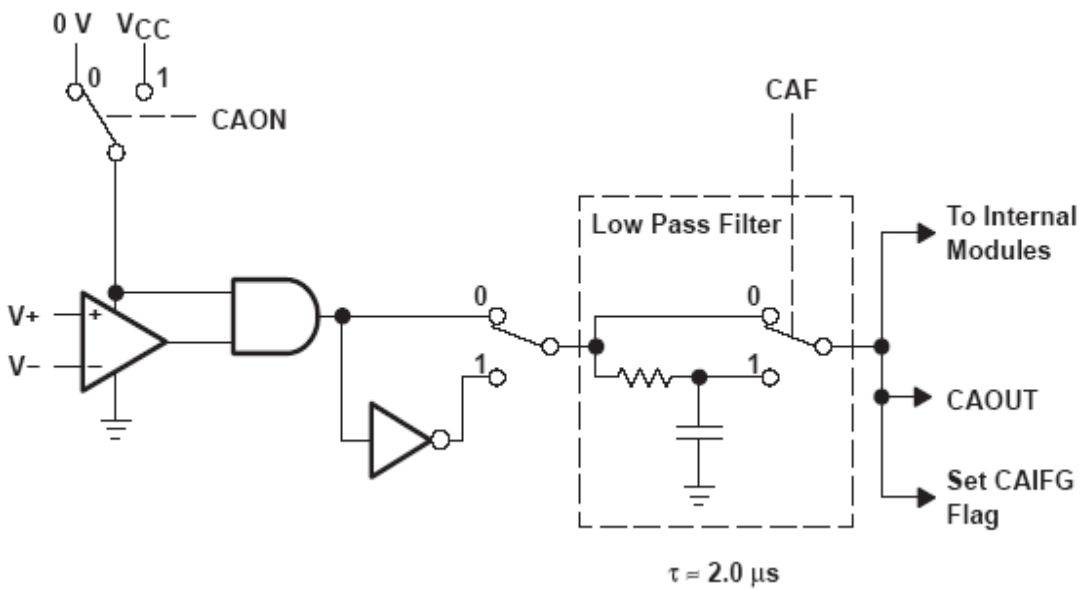 0 V VCC
0 1
CAON
CAF
Low Pass Filter
To Internal
Modules
V+ +
V− −
0
1
0
1
CAOUT
Set CAIFG
Flag
τ = 2.0 μs